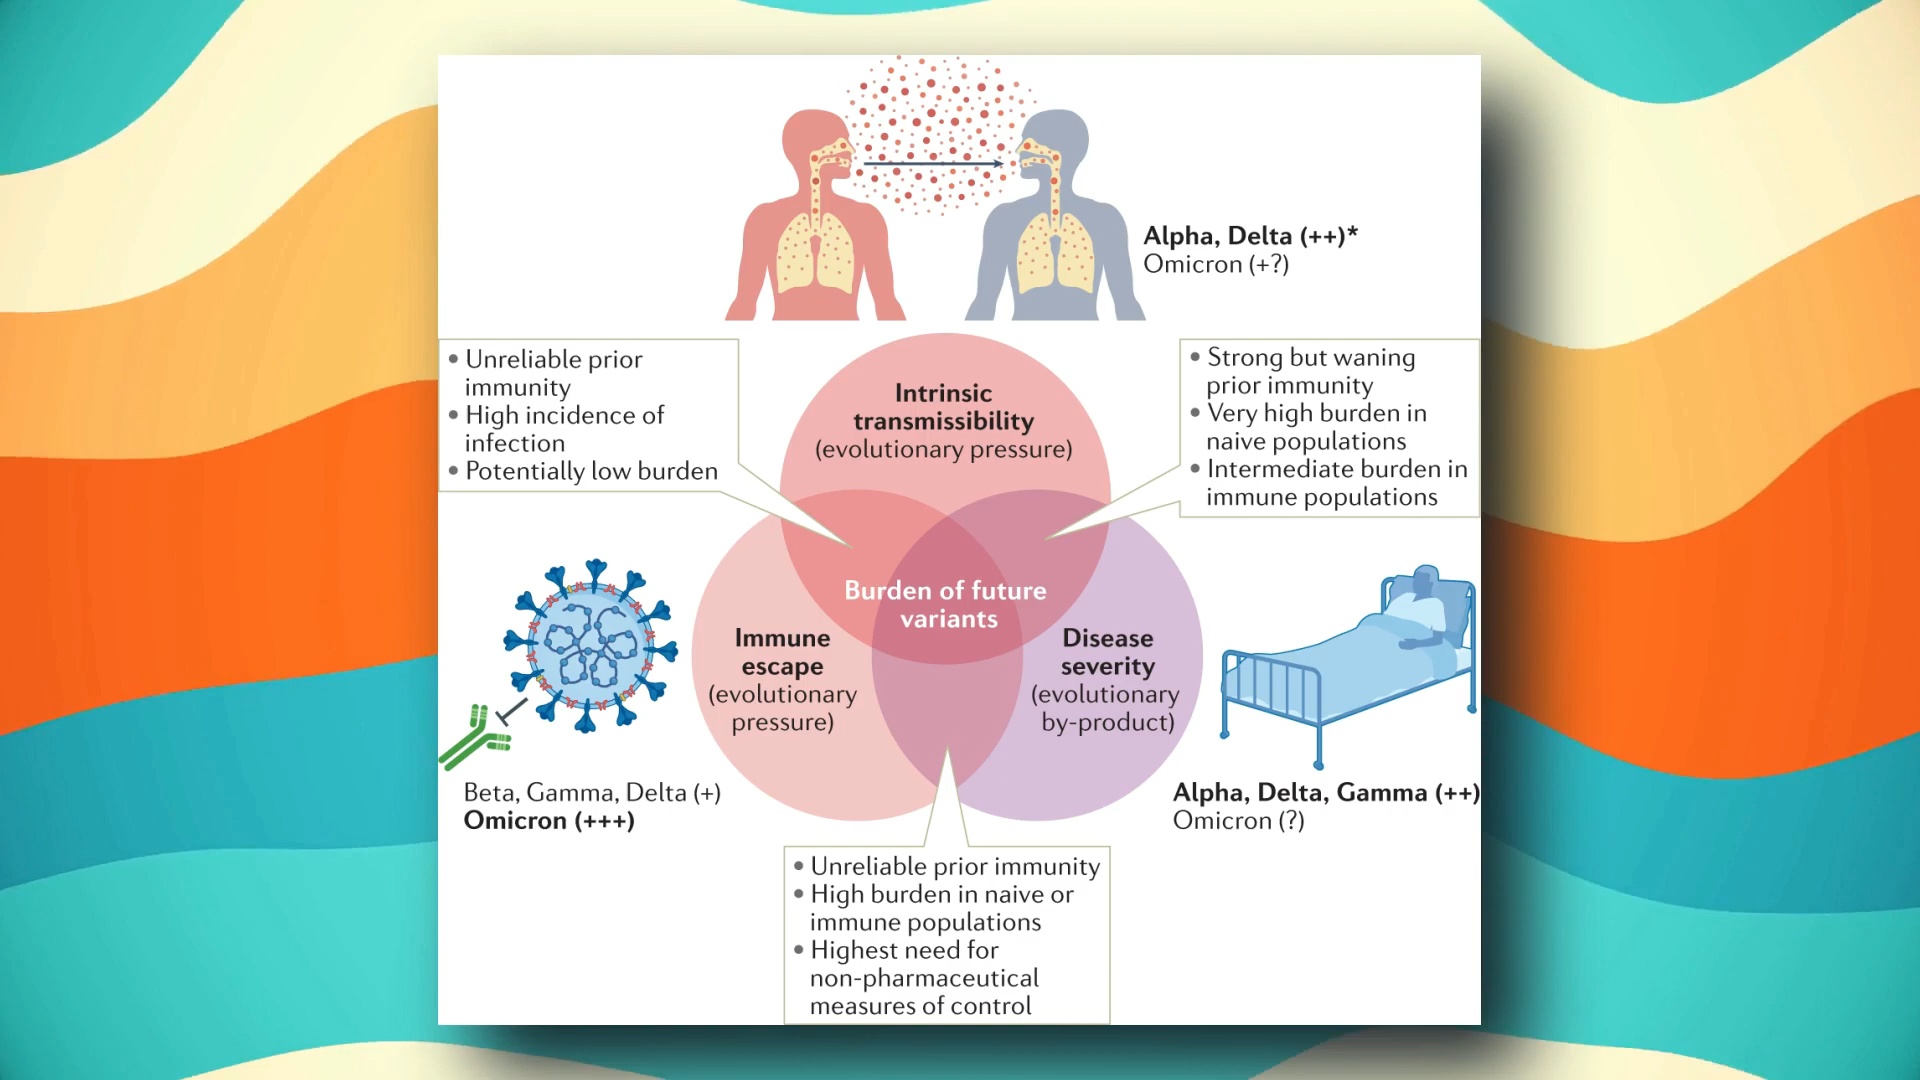 Alpha, Delta (++)*
Omicron (+?)
• Unreliable prior
immunity
• High incidence of
infection
• Potentially low burden
Intrinsic
transmissibility
(evolutionary pressure)
• Strong but waning
prior immunity
• Very high burden in
naive populations
• Intermediate burden in
immune populations
Burden of future
variants
Immune
escape
(evolutionary
pressure)
Disease
severity
(evolutionary
by-product)
Beta, Gamma, Delta (+)
Omicron (+++)
Alpha, Delta, Gamma (++)
Omicron (?)
• Unreliable prior immunity
• High burden in naive or
immune populations
• Highest need for
non-pharmaceutical
measures of control